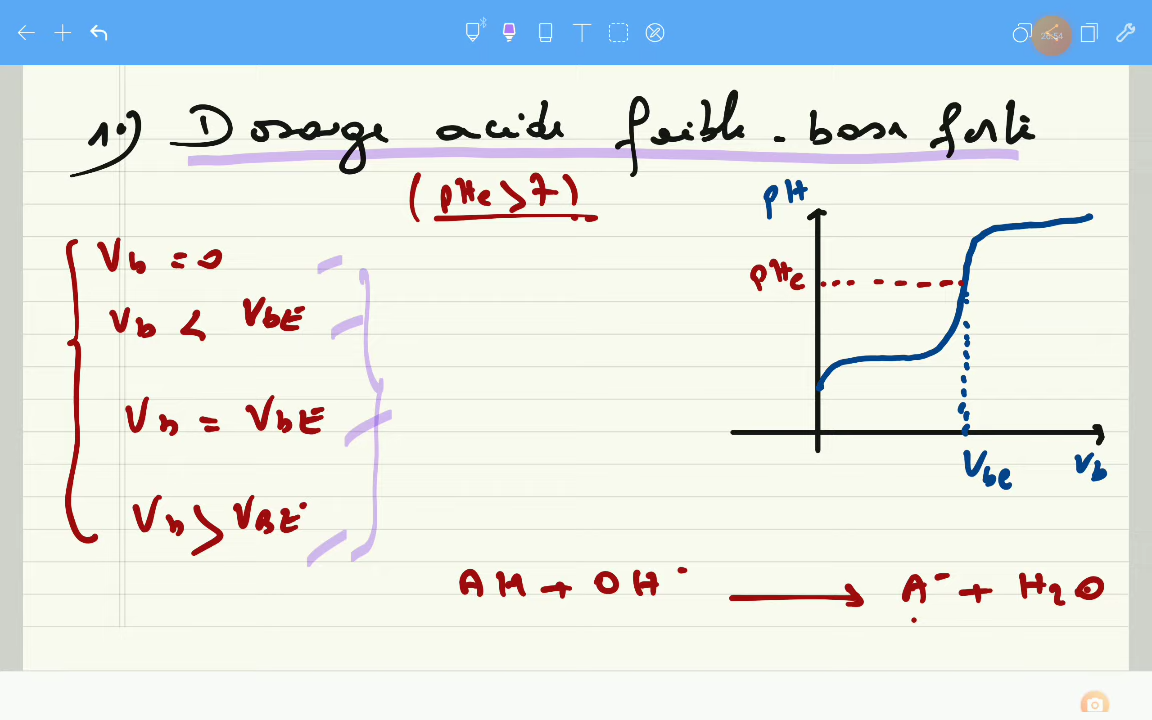 1°) Dosage acide faible - base forte
(pHe > 7)
Vb = 0
Vb < VbE
Vb = VbE
Vb > VBE
pH
pHe
Vbe
Vb
AH + OH⁻ → A⁻ + H₂O